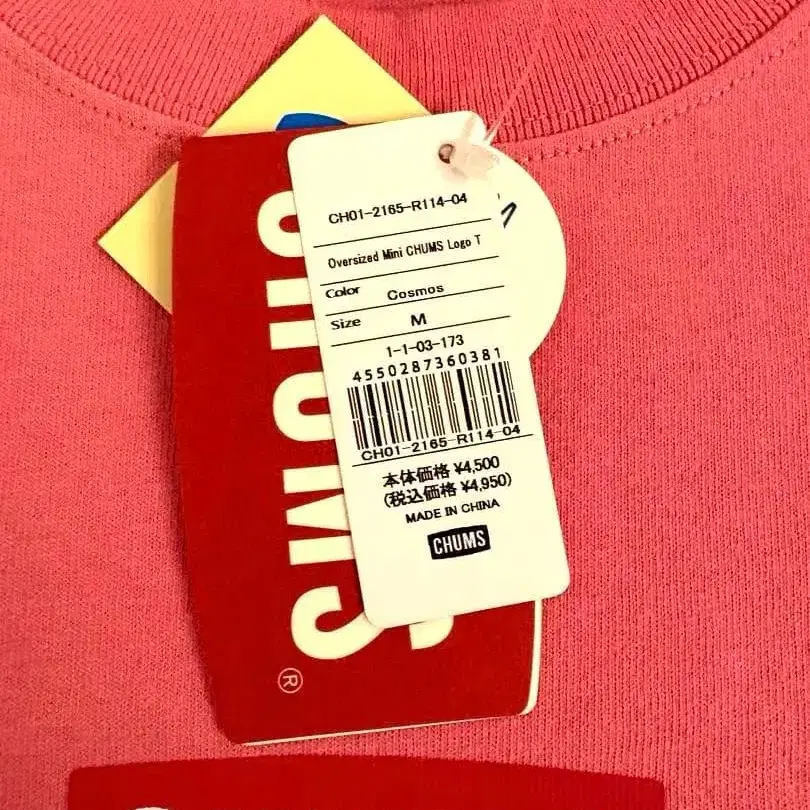 CH01-2165-R114-04
Oversized Mini CHUMS Logo T
Color Cosmos
Size M
1-1-03-173
4550287360381
CH01-2165-R114-04
本体価格 ¥4,500
(税込価格 ¥4,950)
MADE IN CHINA
CHUMS
CHUMS
®